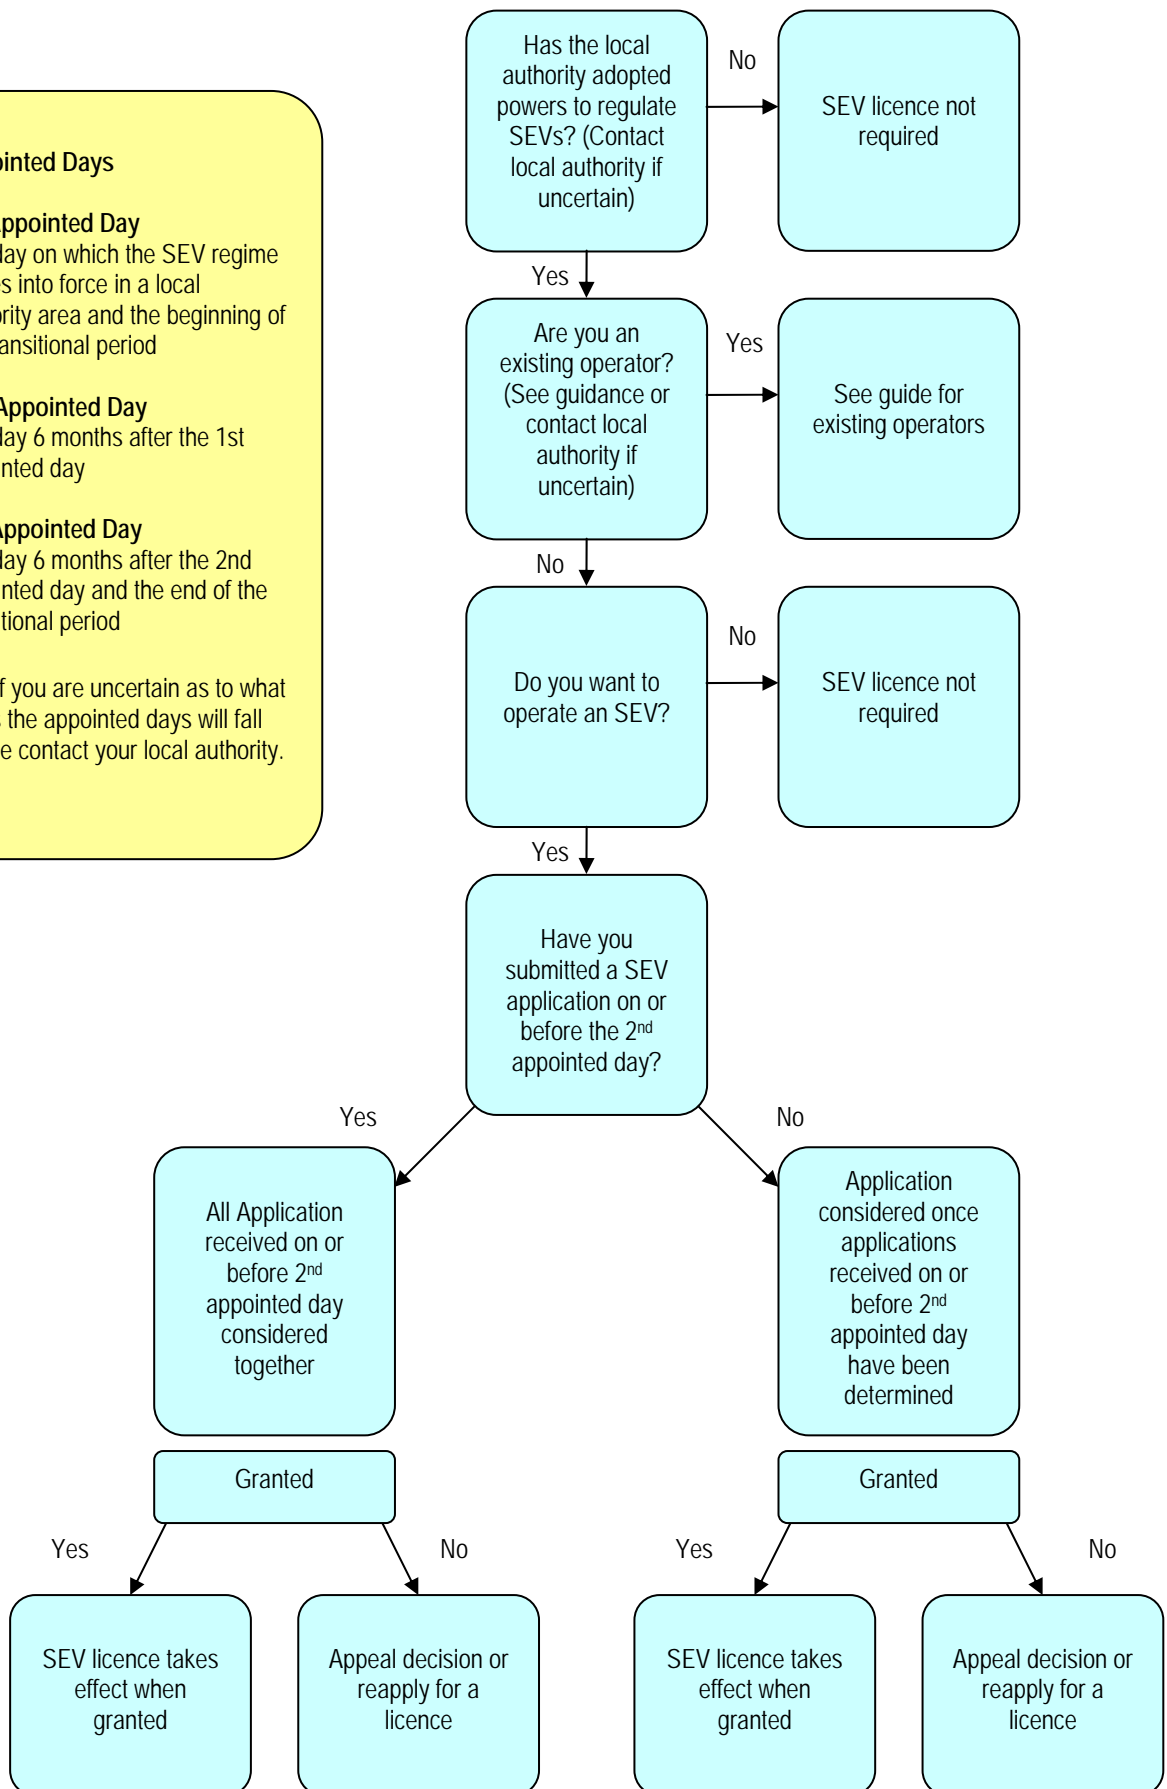 Has the local
authority adopted
powers to regulate
SEVs? (Contact
local authority if
uncertain)
No
SEV licence not
required
Yes
Are you an
existing operator?
(See guidance or
contact local
authority if
uncertain)
Yes
See guide for
existing operators
No
Do you want to
operate an SEV?
No
SEV licence not
required
Yes
Have you
submitted a SEV
application on or
before the 2nd
appointed day?
Yes
No
All Application
received on or
before 2nd
appointed day
considered
together
Application
considered once
applications
received on or
before 2nd
appointed day
have been
determined
Granted
Granted
Yes
No
Yes
No
SEV licence takes
effect when
granted
Appeal decision or
reapply for a
licence
SEV licence takes
effect when
granted
Appeal decision or
reapply for a
licence
Days
Appointed Day
day on which the SEV regime
into force in a local
area and the beginning of
Appointed Day
day 6 months after the 1st
day
Appointed Day
day 6 months after the 2nd
day and the end of the
period
you are uncertain as to what
the appointed days will fall
contact your local authority.